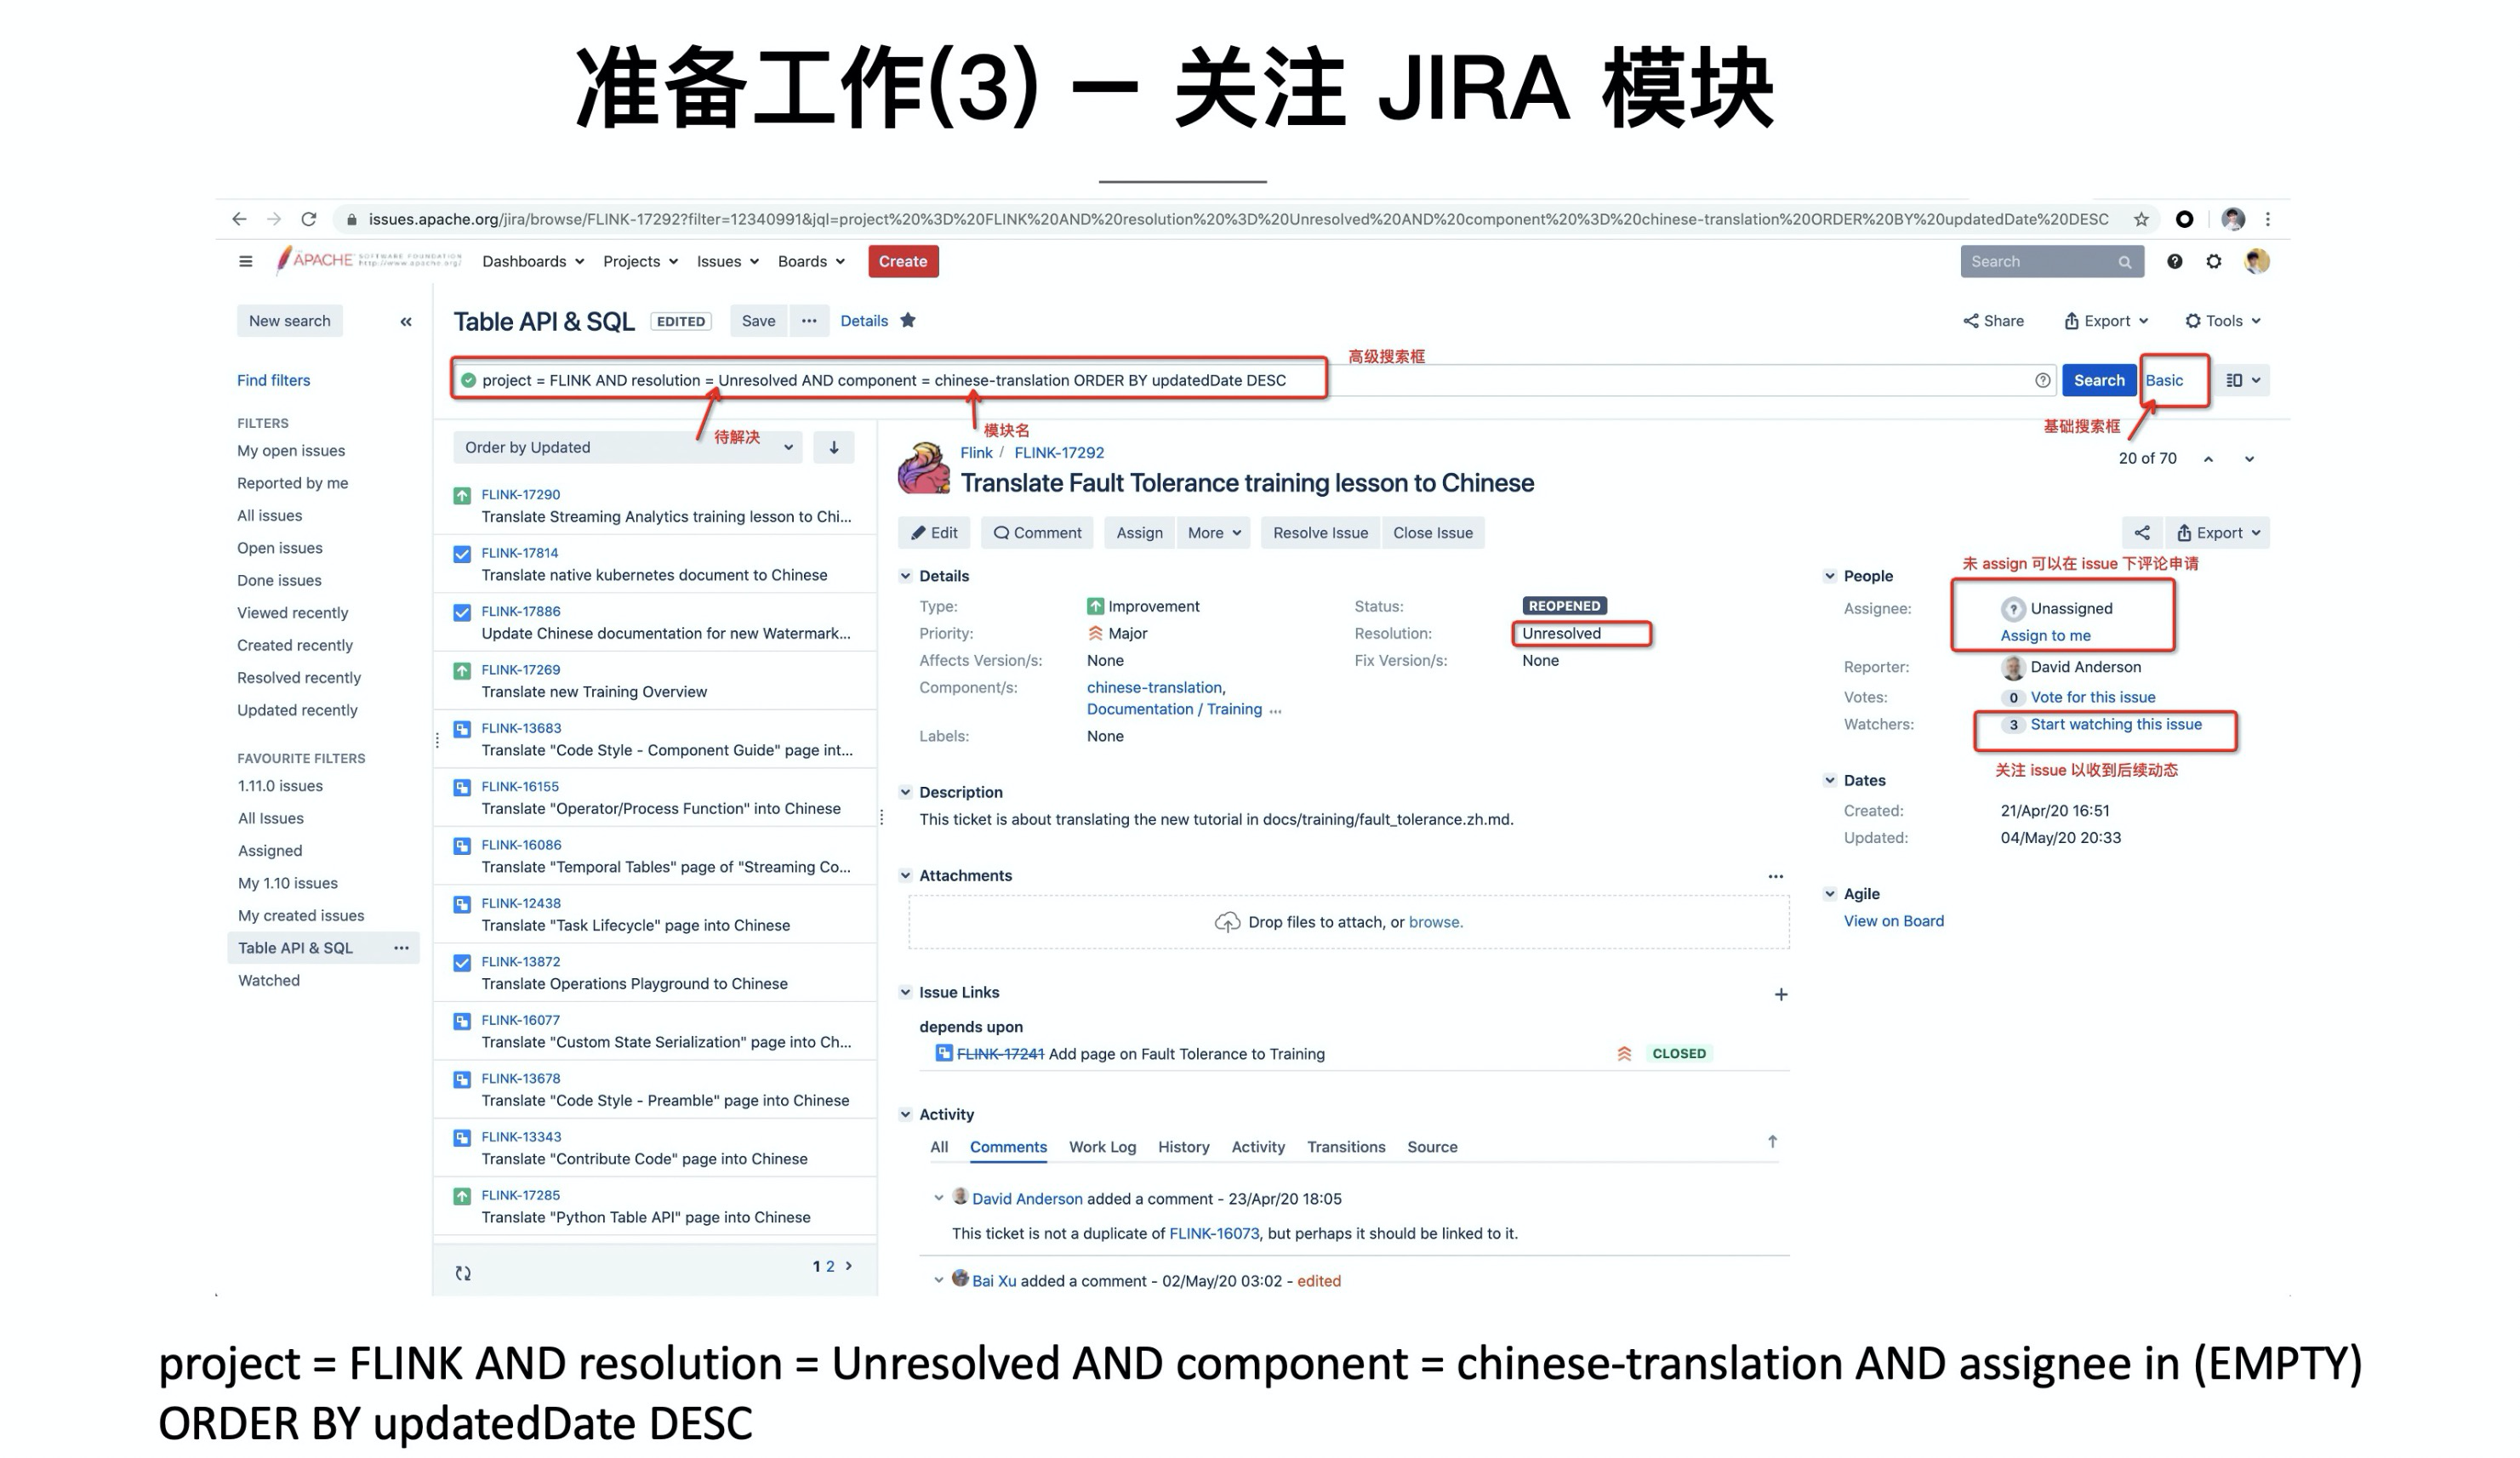 准备工作(3) — 关注 JIRA 模块
issues.apache.org/jira/browse/FLINK-17292?filter=12340991&jql=project%20%3D%20FLINK%20AND%20resolution%20%3D%20Unresolved%20AND%20component%20%3D%20chinese-translation%20ORDER%20BY%20updatedDate%20DESC
APACHE SOFTWARE FOUNDATION
http://www.apache.org/
Dashboards Projects Issues Boards Create
Search
New search
Table API & SQL EDITED Save ··· Details
Share Export Tools
高级搜索框
project = FLINK AND resolution = Unresolved AND component = chinese-translation ORDER BY updatedDate DESC
Search Basic
待解决
模块名
基础搜索框
Find filters
FILTERS
My open issues
Reported by me
All issues
Open issues
Done issues
Viewed recently
Created recently
Resolved recently
Updated recently
FAVOURITE FILTERS
1.11.0 issues
All Issues
Assigned
My 1.10 issues
My created issues
Table API & SQL ···
Watched
Order by Updated
FLINK-17290
Translate Streaming Analytics training lesson to Chi...
FLINK-17814
Translate native kubernetes document to Chinese
FLINK-17886
Update Chinese documentation for new Watermark...
FLINK-17269
Translate new Training Overview
FLINK-13683
Translate "Code Style - Component Guide" page int...
FLINK-16155
Translate "Operator/Process Function" into Chinese
FLINK-16086
Translate "Temporal Tables" page of "Streaming Co...
FLINK-12438
Translate "Task Lifecycle" page into Chinese
FLINK-13872
Translate Operations Playground to Chinese
FLINK-16077
Translate "Custom State Serialization" page into Ch...
FLINK-13678
Translate "Code Style - Preamble" page into Chinese
FLINK-13343
Translate "Contribute Code" page into Chinese
FLINK-17285
Translate "Python Table API" page into Chinese
1 2 >
Flink / FLINK-17292
20 of 70
Translate Fault Tolerance training lesson to Chinese
Edit Comment Assign More Resolve Issue Close Issue
Export
Details
Type: Improvement Status: REOPENED
Priority: Major Resolution: Unresolved
Affects Version/s: None Fix Version/s: None
Component/s: chinese-translation,
Documentation / Training ···
Labels: None
Description
This ticket is about translating the new tutorial in docs/training/fault_tolerance.zh.md.
Attachments ···
Drop files to attach, or browse.
Issue Links
depends upon
FLINK-17241 Add page on Fault Tolerance to Training CLOSED
Activity
All Comments Work Log History Activity Transitions Source
David Anderson added a comment - 23/Apr/20 18:05
This ticket is not a duplicate of FLINK-16073, but perhaps it should be linked to it.
Bai Xu added a comment - 02/May/20 03:02 - edited
未 assign 可以在 issue 下评论申请
People
Assignee: Unassigned
Assign to me
Reporter: David Anderson
Votes: 0 Vote for this issue
Watchers: 3 Start watching this issue
关注 issue 以收到后续动态
Dates
Created: 21/Apr/20 16:51
Updated: 04/May/20 20:33
Agile
View on Board
project = FLINK AND resolution = Unresolved AND component = chinese-translation AND assignee in (EMPTY)
ORDER BY updatedDate DESC